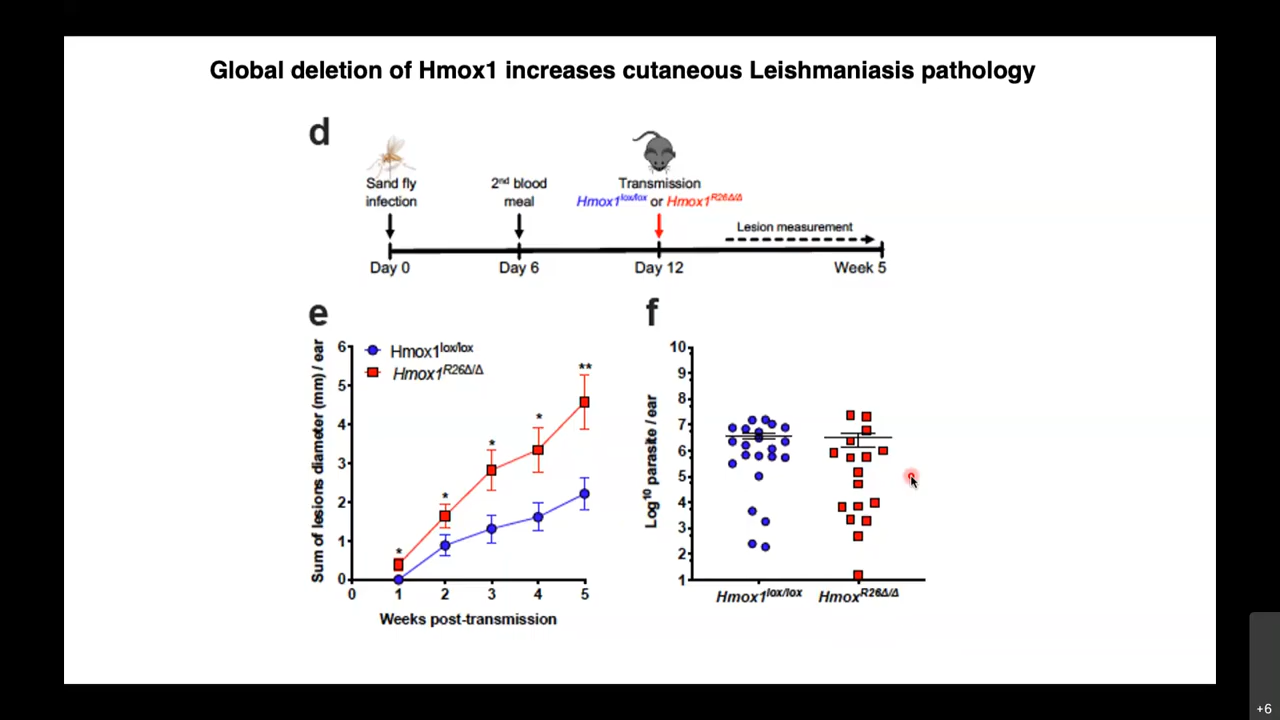 Global deletion of Hmox1 increases cutaneous Leishmaniasis pathology
d
Sand fly
infection
2nd blood
meal
Transmission
Hmox1lox/lox or Hmox1R26Δ/Δ
Lesion measurement
Day 0
Day 6
Day 12
Week 5
e
Hmox1lox/lox
Hmox1R26Δ/Δ
Sum of lesions diameter (mm) / ear
6
5
4
3
2
1
0
*
*
*
*
**
0 1 2 3 4 5
Weeks post-transmission
f
Log10 parasite / ear
10
9
8
7
6
5
4
3
2
1
Hmox1lox/lox
HmoxR26Δ/Δ
+6